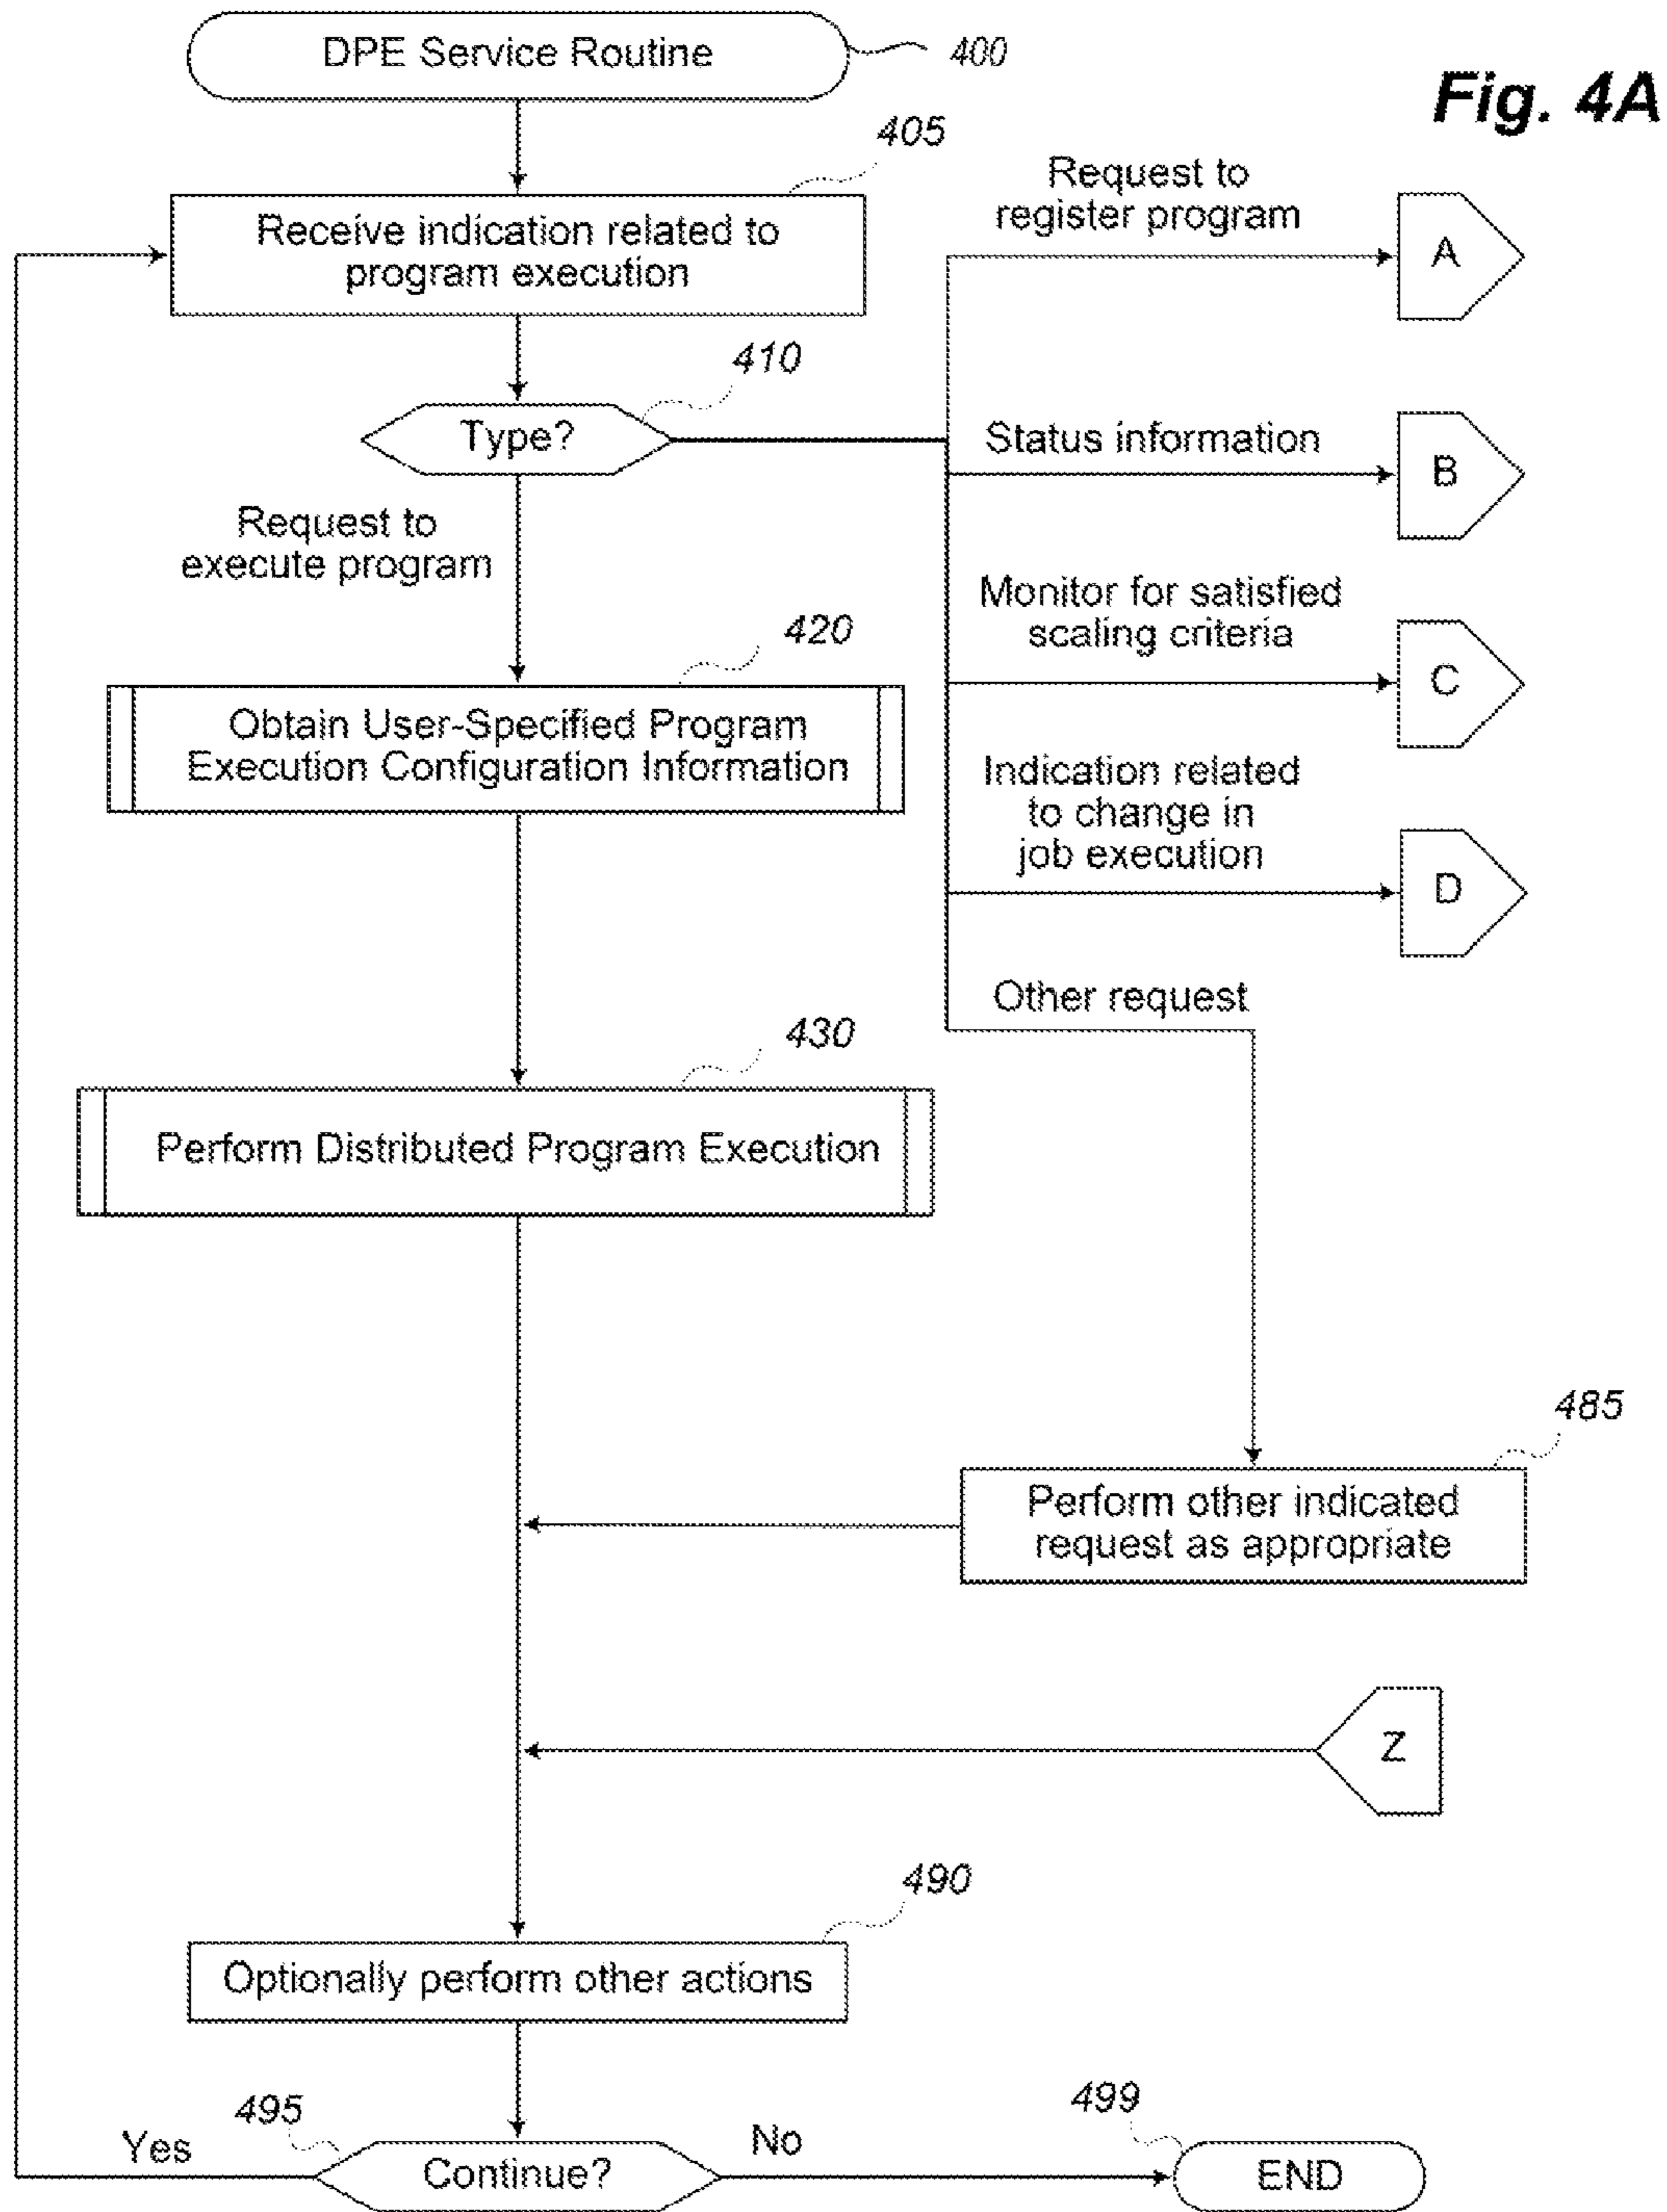 DPE Service Routine
400
Fig. 4A
405
Receive indication related to
program execution
Request to
register program
A
410
Type?
Status information
B
Request to
execute program
Monitor for satisfied
scaling criteria
C
420
Obtain User-Specified Program
Execution Configuration Information
Indication related
to change in
job execution
D
Other request
430
Perform Distributed Program Execution
485
Perform other indicated
request as appropriate
Z
490
Optionally perform other actions
495
Continue?
Yes
No
499
END